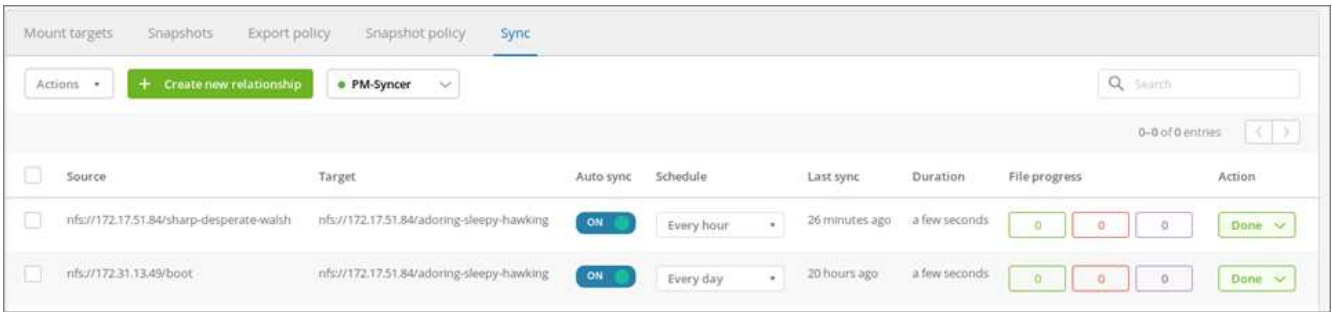 Mount targets Snapshots Export policy Snapshot policy Sync
Actions + Create new relationship PM-Syncer Search
0-0 of 0 entries < >
Source Target Auto sync Schedule Last sync Duration File progress Action
nfs://172.17.51.84/sharp-desperate-walsh nfs://172.17.51.84/adoring-sleepy-hawking ON Every hour 26 minutes ago a few seconds 0 0 0 Done
nfs://172.31.13.49/boot nfs://172.17.51.84/adoring-sleepy-hawking ON Every day 20 hours ago a few seconds 0 0 0 Done